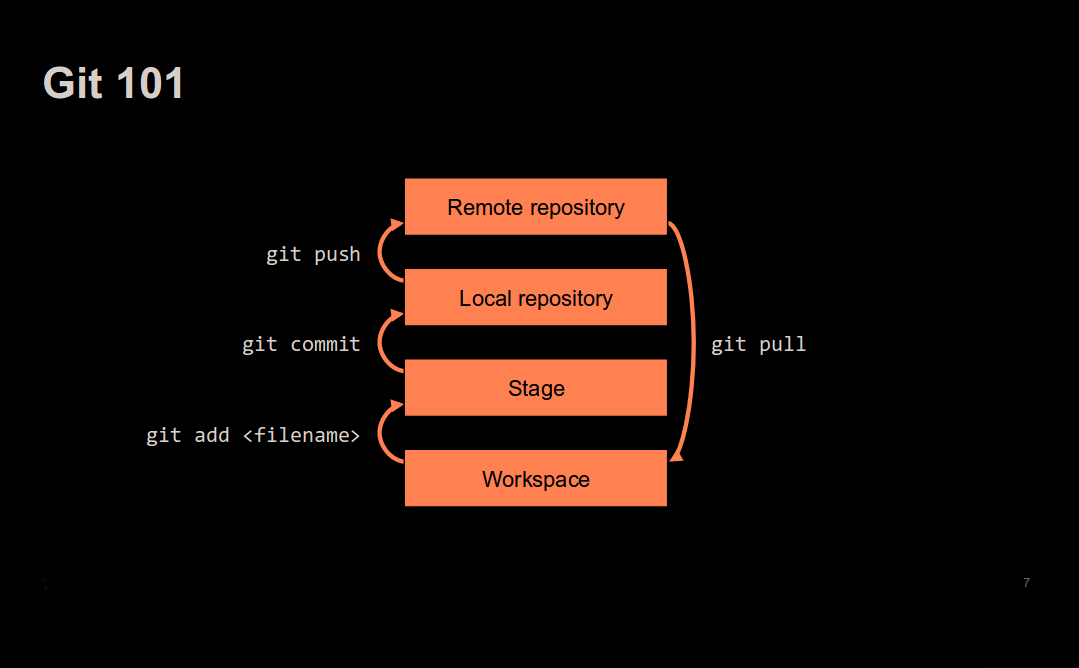 Git 101
Remote repository
git push
Local repository
git commit
git pull
Stage
git add <filename>
Workspace
7